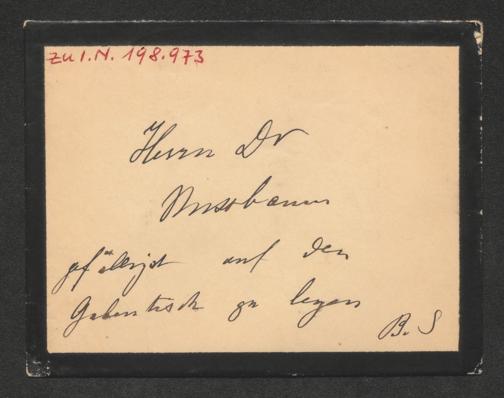 zu I.N. 198.973
Herrn Dr
Nussbaum
gefälligst auf den
Gabentisch zu legen
B. S